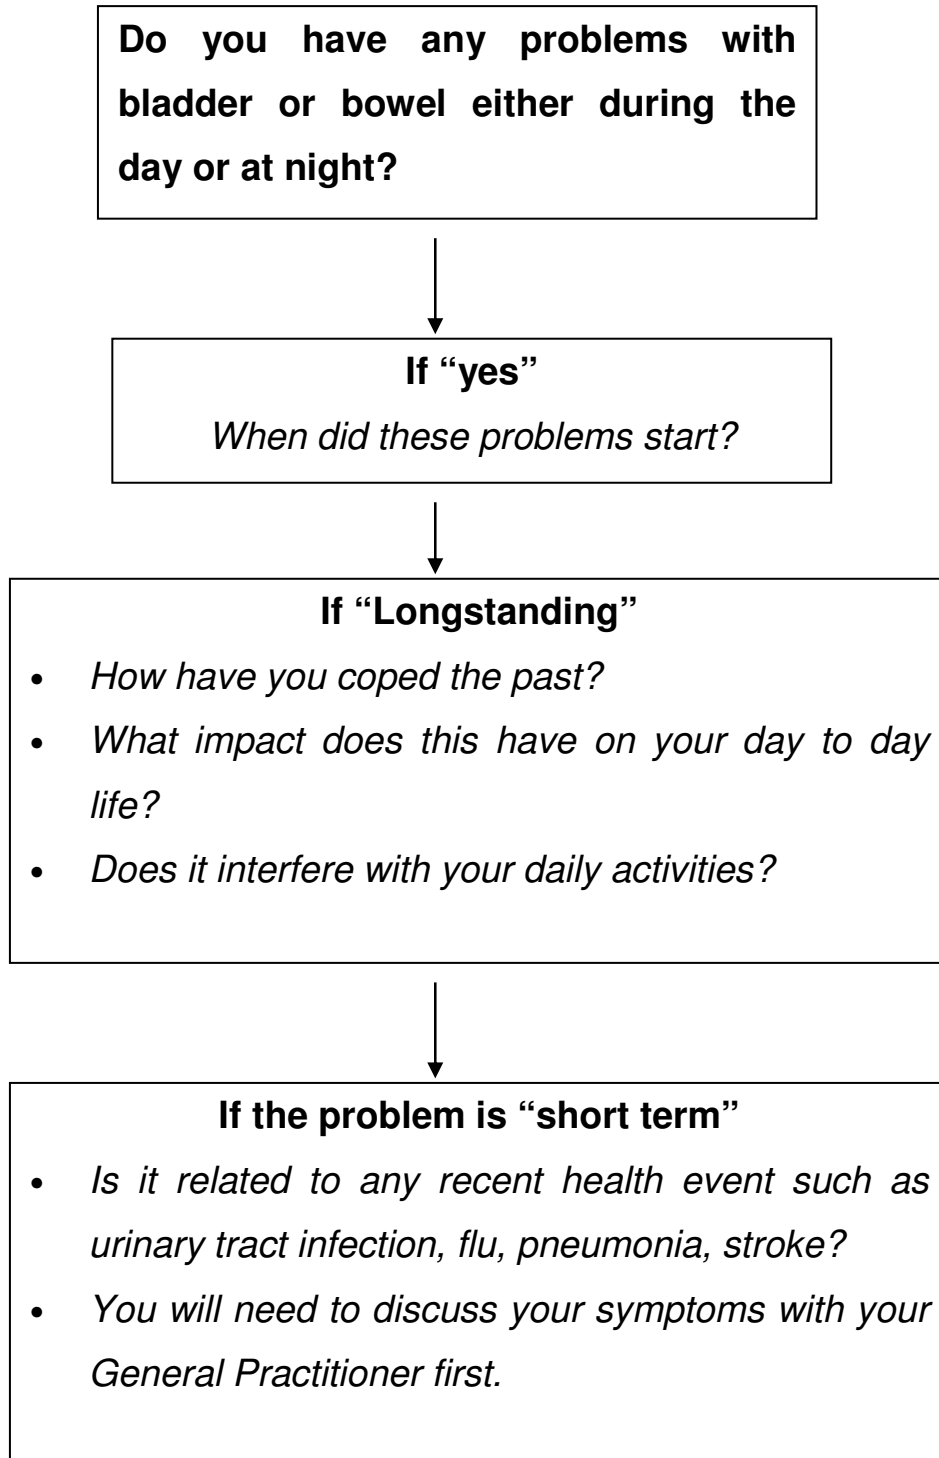 Do you have any problems with
bladder or bowel either during the
day or at night?
If “yes”
When did these problems start?
If “Longstanding”
• How have you coped the past?
• What impact does this have on your day to day
life?
• Does it interfere with your daily activities?
If the problem is “short term”
• Is it related to any recent health event such as
urinary tract infection, flu, pneumonia, stroke?
• You will need to discuss your symptoms with your
General Practitioner first.